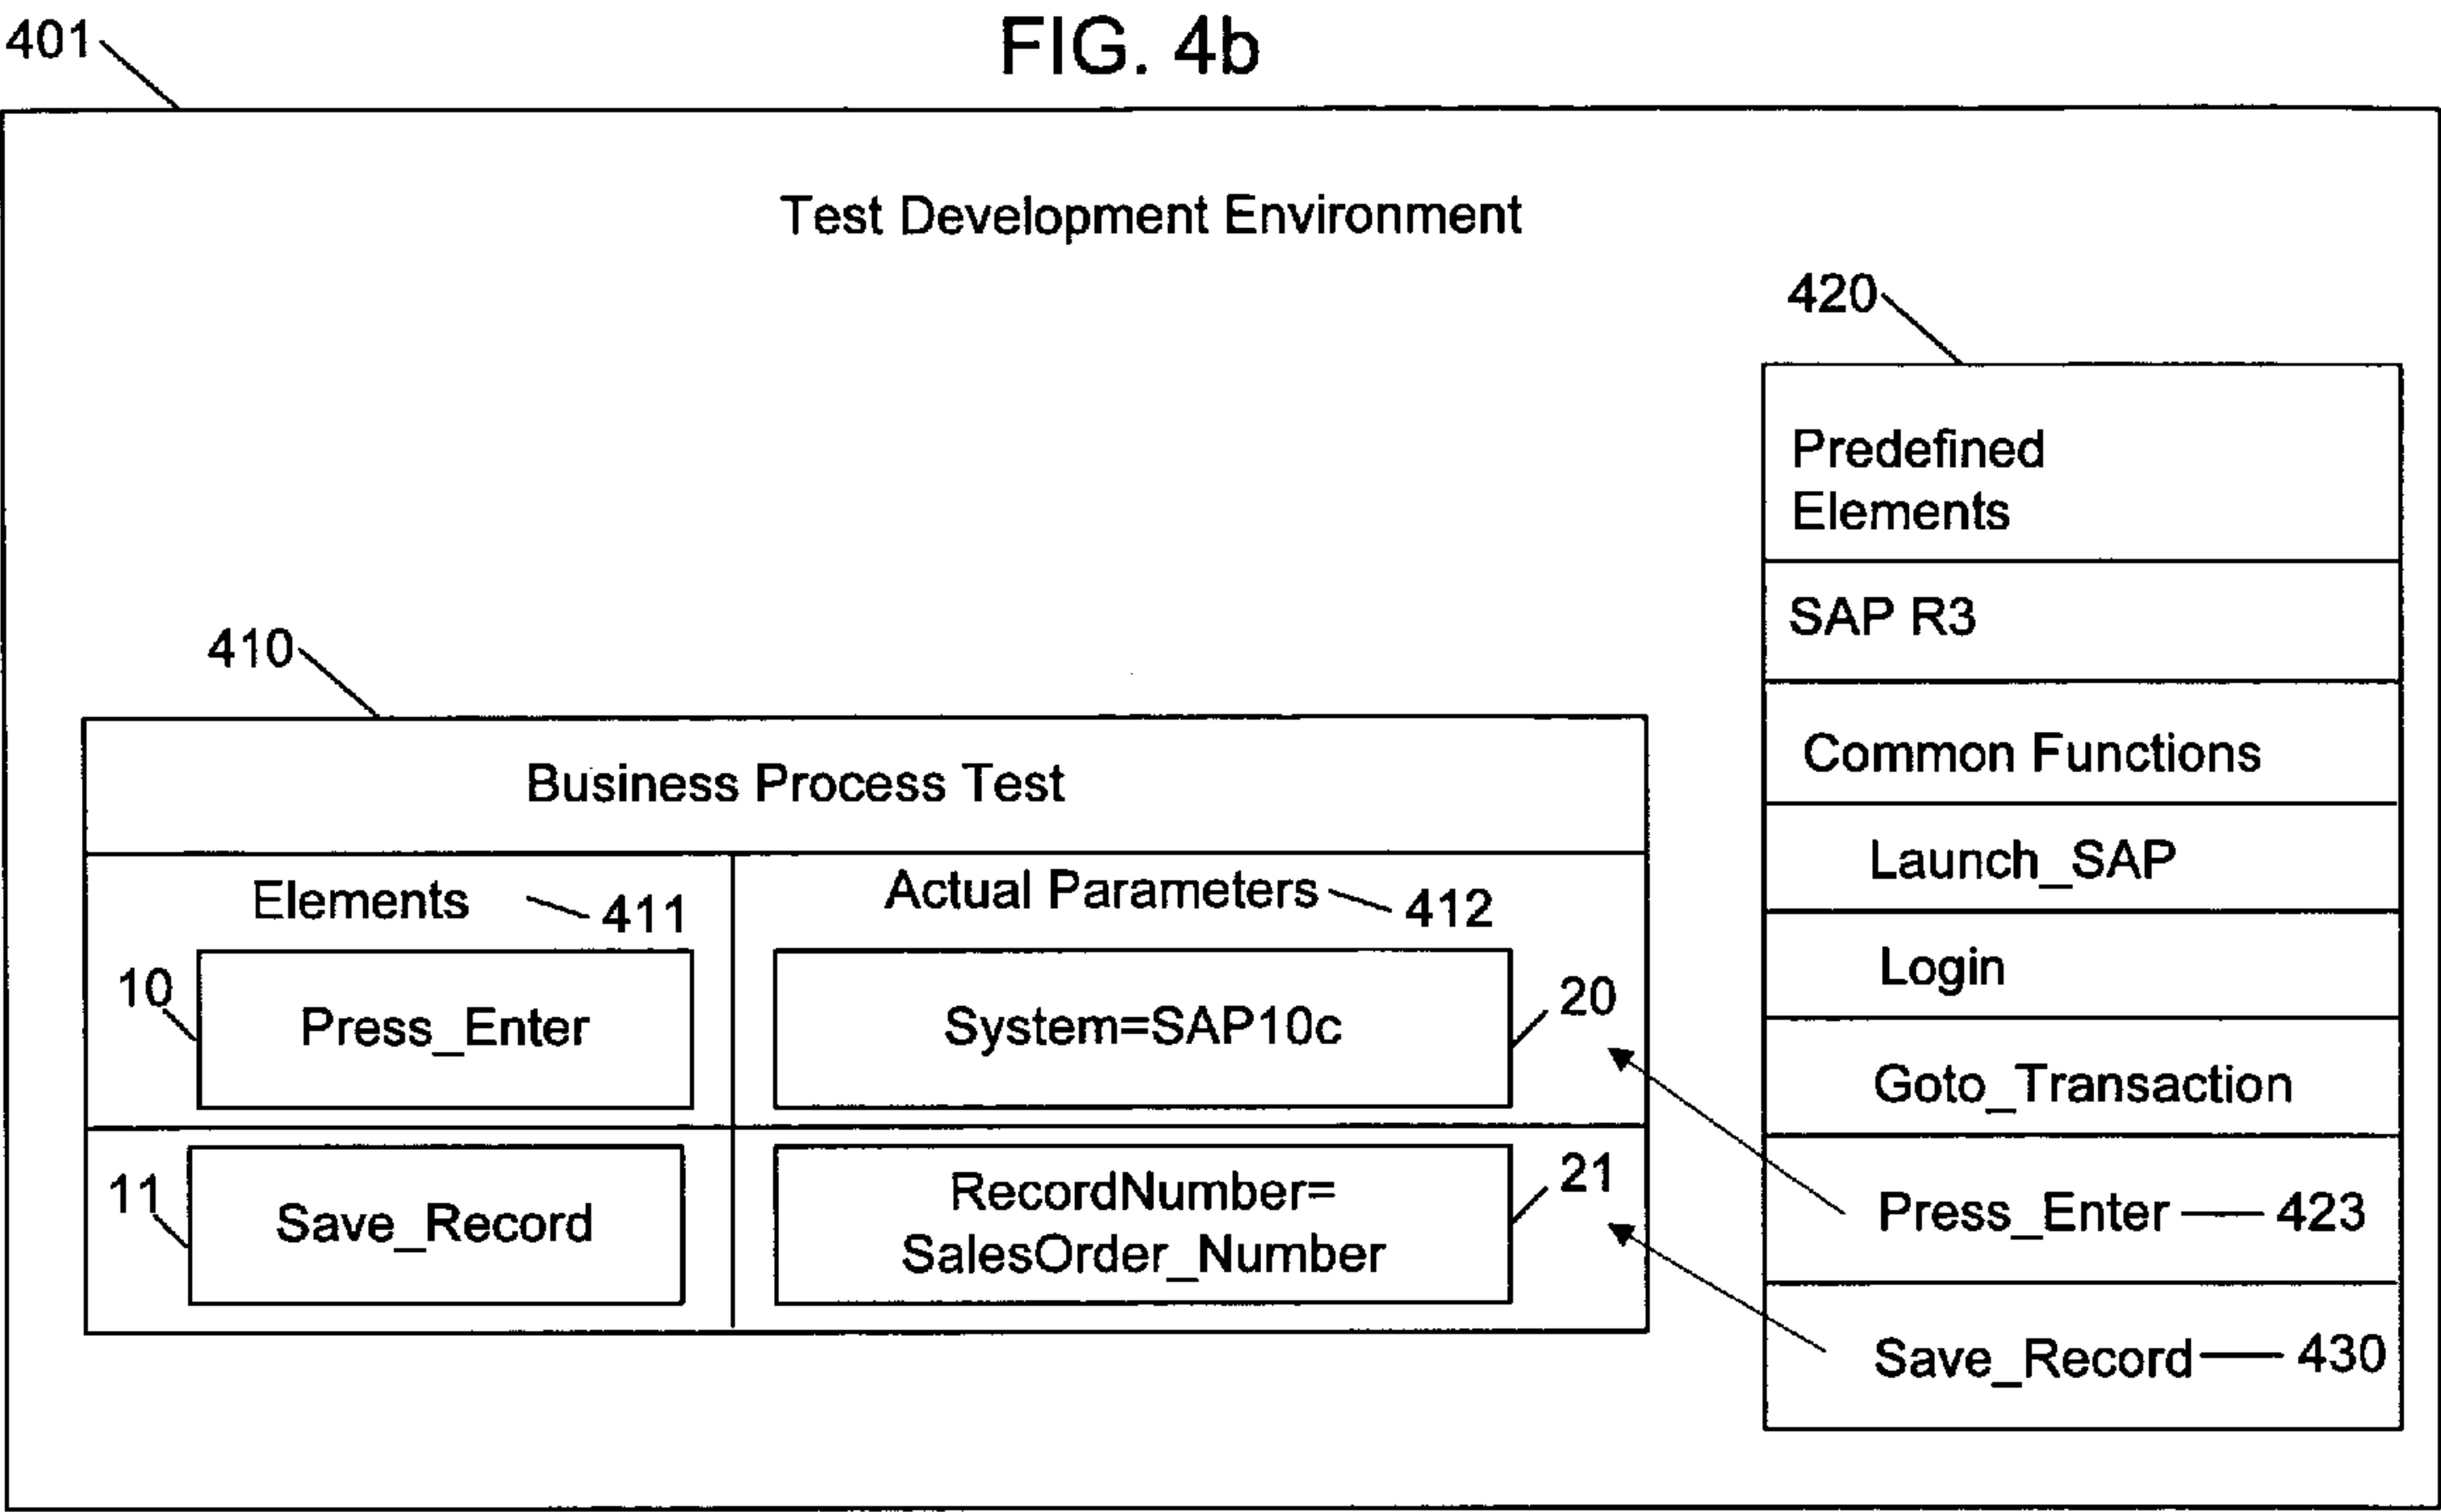 FIG. 4b
401
Test Development Environment
420
Predefined
Elements
SAP R3
410
Common Functions
Business Process Test
Launch_SAP
Elements 411
Actual Parameters 412
Login
10 Press_Enter
System=SAP10c 20
Goto_Transaction
11 Save_Record
RecordNumber=
SalesOrder_Number
21
Press_Enter 423
Save_Record 430